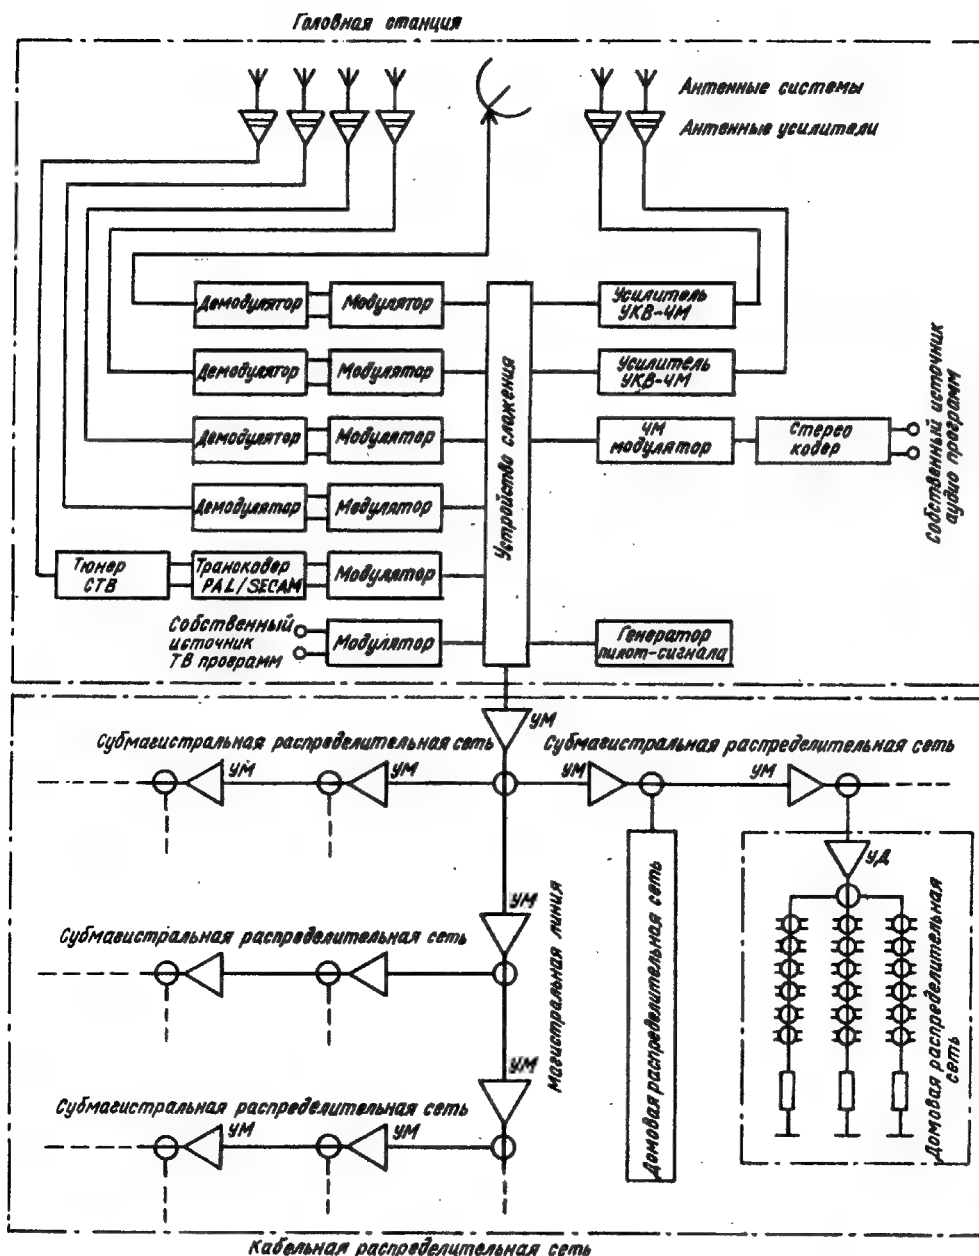 Головная станция
Антенные системы
Антенные усилители
Демодулятор
Модулятор
Усилитель
УКВ-ЧМ
Демодулятор
Модулятор
Усилитель
УКВ-ЧМ
Демодулятор
Модулятор
ЧМ
модулятор
Стерео
кодер
Собственный источник
аудио программ
Демодулятор
Модулятор
Устройство сложения
Тюнер
СТВ
Транскодер
PAL/SECAM
Модулятор
Собственный
источник
ТВ программ
Модулятор
Генератор
пилот-сигнала
УМ
Субмагистральная распределительная сеть
Субмагистральная распределительная сеть
УМ
УМ
УМ
УМ
УД
УМ
Магистральная линия
Домовая распределительная сеть
Домовая распределительная
сеть
Субмагистральная распределительная сеть
УМ
Субмагистральная распределительная сеть
УМ
УМ
Кабельная распределительная сеть